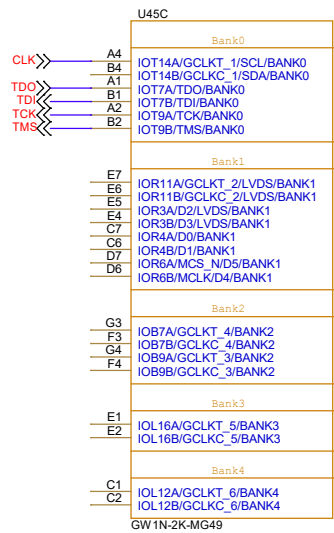 U45C
Bank0
CLK A4 IOT14A/GCLKT_1/SCL/BANK0
B4 IOT14B/GCLKC_1/SDA/BANK0
TDO A1 IOT7A/TDO/BANK0
TDI B1 IOT7B/TDI/BANK0
TCK A2 IOT9A/TCK/BANK0
TMS B2 IOT9B/TMS/BANK0
Bank1
E7 IOR11A/GCLKT_2/LVDS/BANK1
E6 IOR11B/GCLKC_2/LVDS/BANK1
E5 IOR3A/D2/LVDS/BANK1
E4 IOR3B/D3/LVDS/BANK1
C7 IOR4A/D0/BANK1
C6 IOR4B/D1/BANK1
D7 IOR6A/MCS_N/D5/BANK1
D6 IOR6B/MCLK/D4/BANK1
Bank2
G3 IOB7A/GCLKT_4/BANK2
F3 IOB7B/GCLKC_4/BANK2
G4 IOB9A/GCLKT_3/BANK2
F4 IOB9B/GCLKC_3/BANK2
Bank3
E1 IOL16A/GCLKT_5/BANK3
E2 IOL16B/GCLKC_5/BANK3
Bank4
C1 IOL12A/GCLKT_6/BANK4
C2 IOL12B/GCLKC_6/BANK4
GW1N-2K-MG49